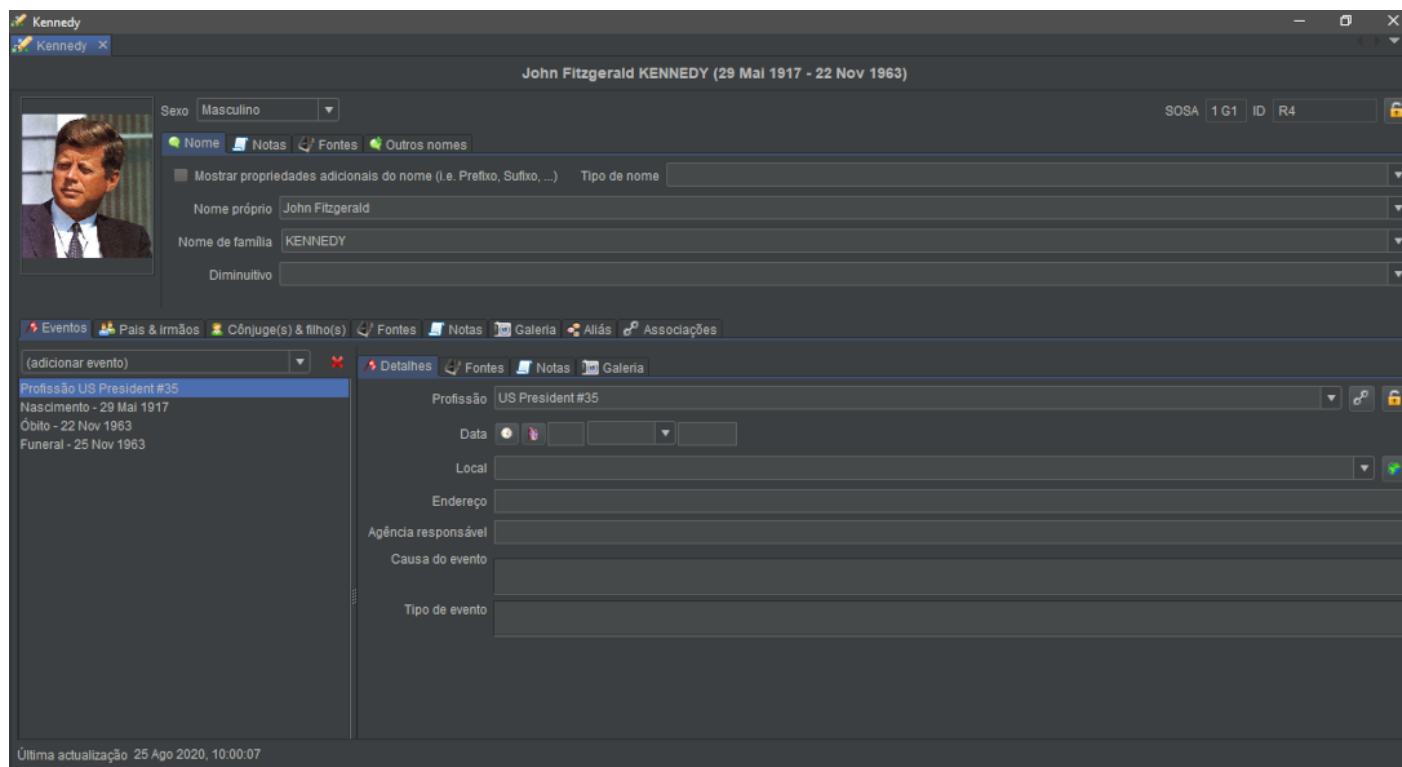 Kennedy
Kennedy
John Fitzgerald KENNEDY (29 Mai 1917 - 22 Nov 1963)
Sexo Masculino SOSA 1 G1 ID R4
Nome Notas Fontes Outros nomes
Mostrar propriedades adicionais do nome (i.e. Prefixo, Sufixo, ...) Tipo de nome
Nome próprio John Fitzgerald
Nome de família KENNEDY
Diminuitivo
Eventos Pais & irmãos Cônjuge(s) & filho(s) Fontes Notas Galeria Aliás Associações
(adicionar evento)
Profissão US President #35
Nascimento - 29 Mai 1917
Óbito - 22 Nov 1963
Funeral - 25 Nov 1963
Detalhes Fontes Notas Galeria
Profissão US President #35
Data
Local
Endereço
Agência responsável
Causa do evento
Tipo de evento
Última actualização 25 Ago 2020, 10:00:07